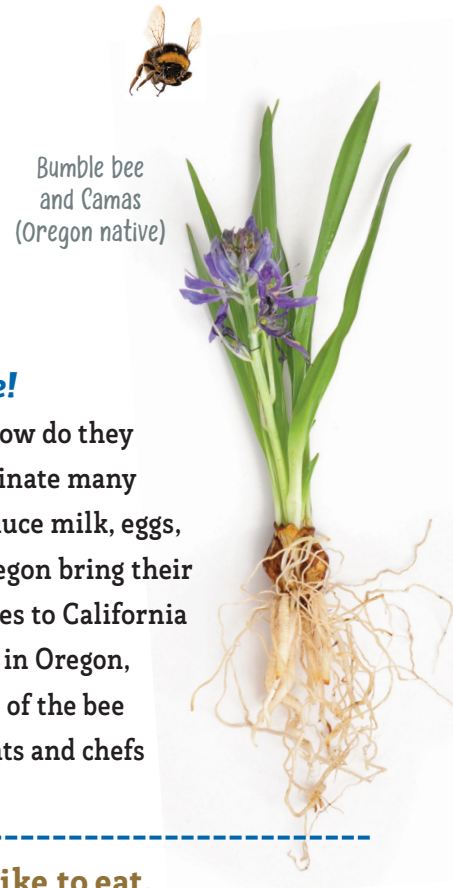 Bumble bee
and Camas
(Oregon native)
e!
ow do they
inate many
uce milk, eggs,
egon bring their
es to California
in Oregon,
of the bee
ts and chefs
ike to eat.